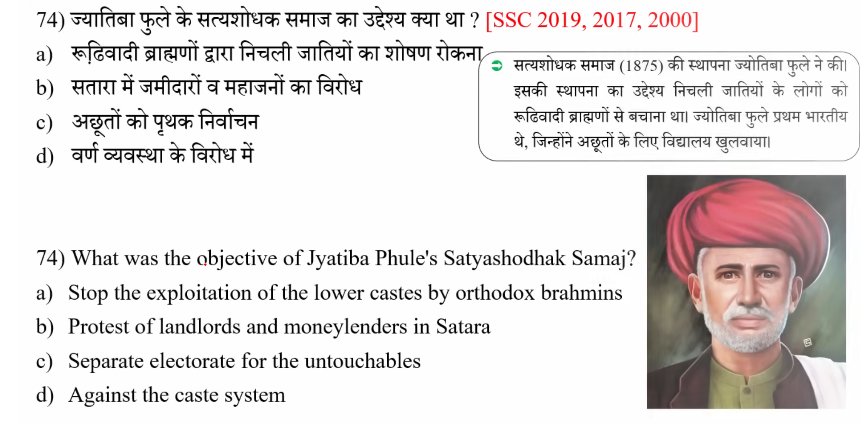 74) ज्यातिबा फुले के सत्यशोधक समाज का उद्देश्य क्या था ? [SSC 2019, 2017, 2000]
a) रूढ़िवादी ब्राह्मणों द्वारा निचली जातियों का शोषण रोकना
b) सतारा में जमीदारों व महाजनों का विरोध
c) अछूतों को पृथक निर्वाचन
d) वर्ण व्यवस्था के विरोध में
➲ सत्यशोधक समाज (1875) की स्थापना ज्योतिबा फुले ने की।
इसकी स्थापना का उद्देश्य निचली जातियों के लोगों को
रूढिवादी ब्राह्मणों से बचाना था। ज्योतिबा फुले प्रथम भारतीय
थे, जिन्होंने अछूतों के लिए विद्यालय खुलवाया।
74) What was the objective of Jyatiba Phule's Satyashodhak Samaj?
a) Stop the exploitation of the lower castes by orthodox brahmins
b) Protest of landlords and moneylenders in Satara
c) Separate electorate for the untouchables
d) Against the caste system